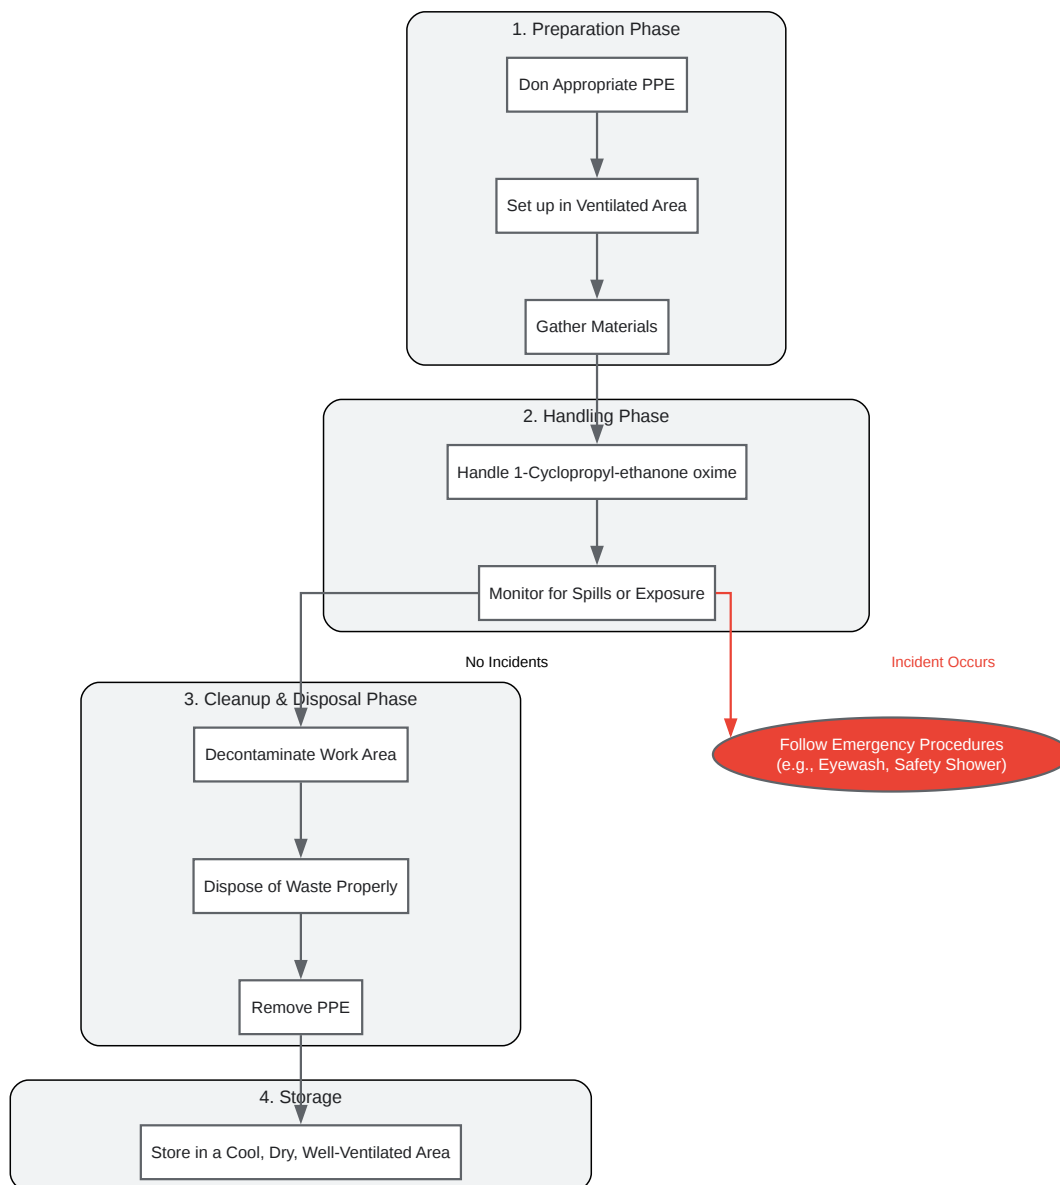 1. Preparation Phase
Don Appropriate PPE
Set up in Ventilated Area
Gather Materials
2. Handling Phase
Handle 1-Cyclopropyl-ethanone oxime
Monitor for Spills or Exposure
No Incidents
Incident Occurs
3. Cleanup & Disposal Phase
Decontaminate Work Area
Follow Emergency Procedures
(e.g., Eyewash, Safety Shower)
Dispose of Waste Properly
Remove PPE
4. Storage
Store in a Cool, Dry, Well-Ventilated Area